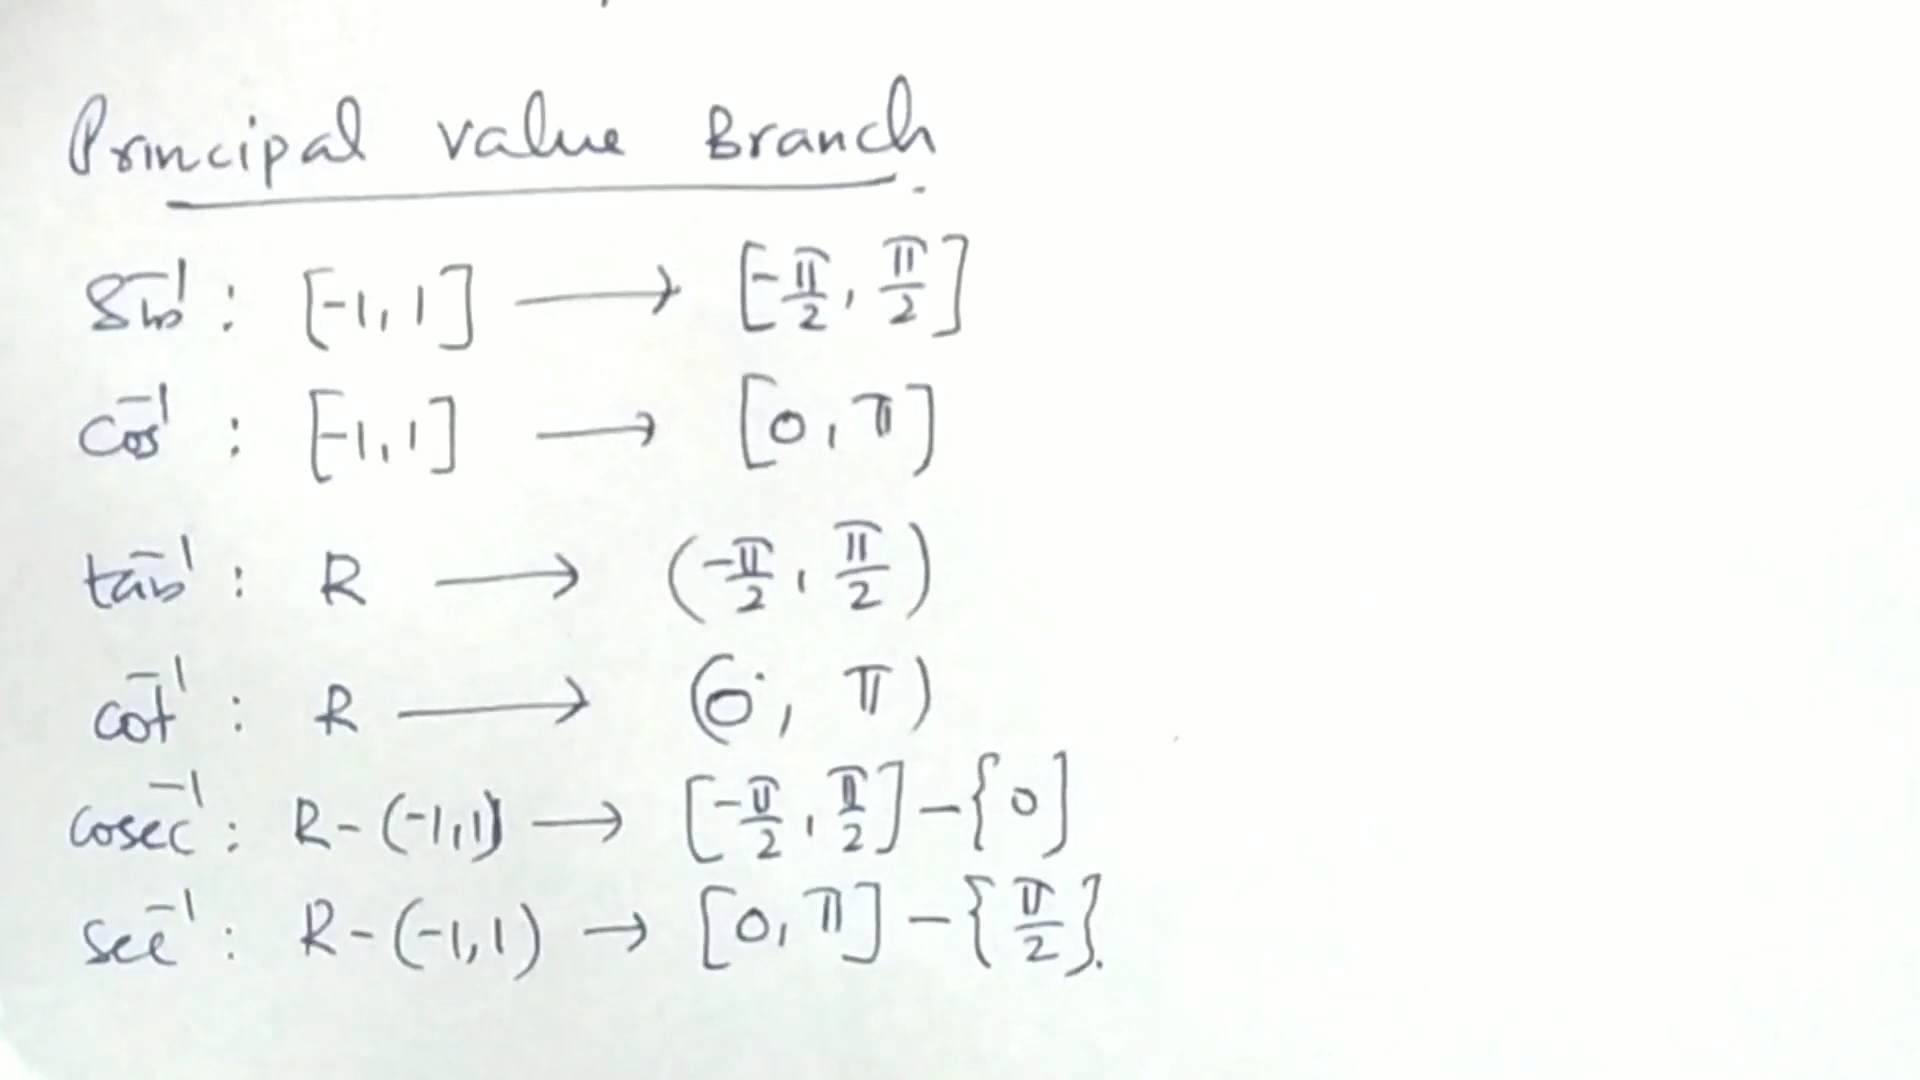 Principal value Branch.
Sin⁻¹ : [-1, 1] ⟶ [-π/2, π/2]
cos⁻¹ : [-1, 1] ⟶ [0, π]
tan⁻¹ : R ⟶ (-π/2, π/2)
cot⁻¹ : R ⟶ (0, π)
cosec⁻¹ : R - (-1, 1) ⟶ [-π/2, π/2] - {0}
sec⁻¹ : R - (-1, 1) → [0, π] - {π/2}.